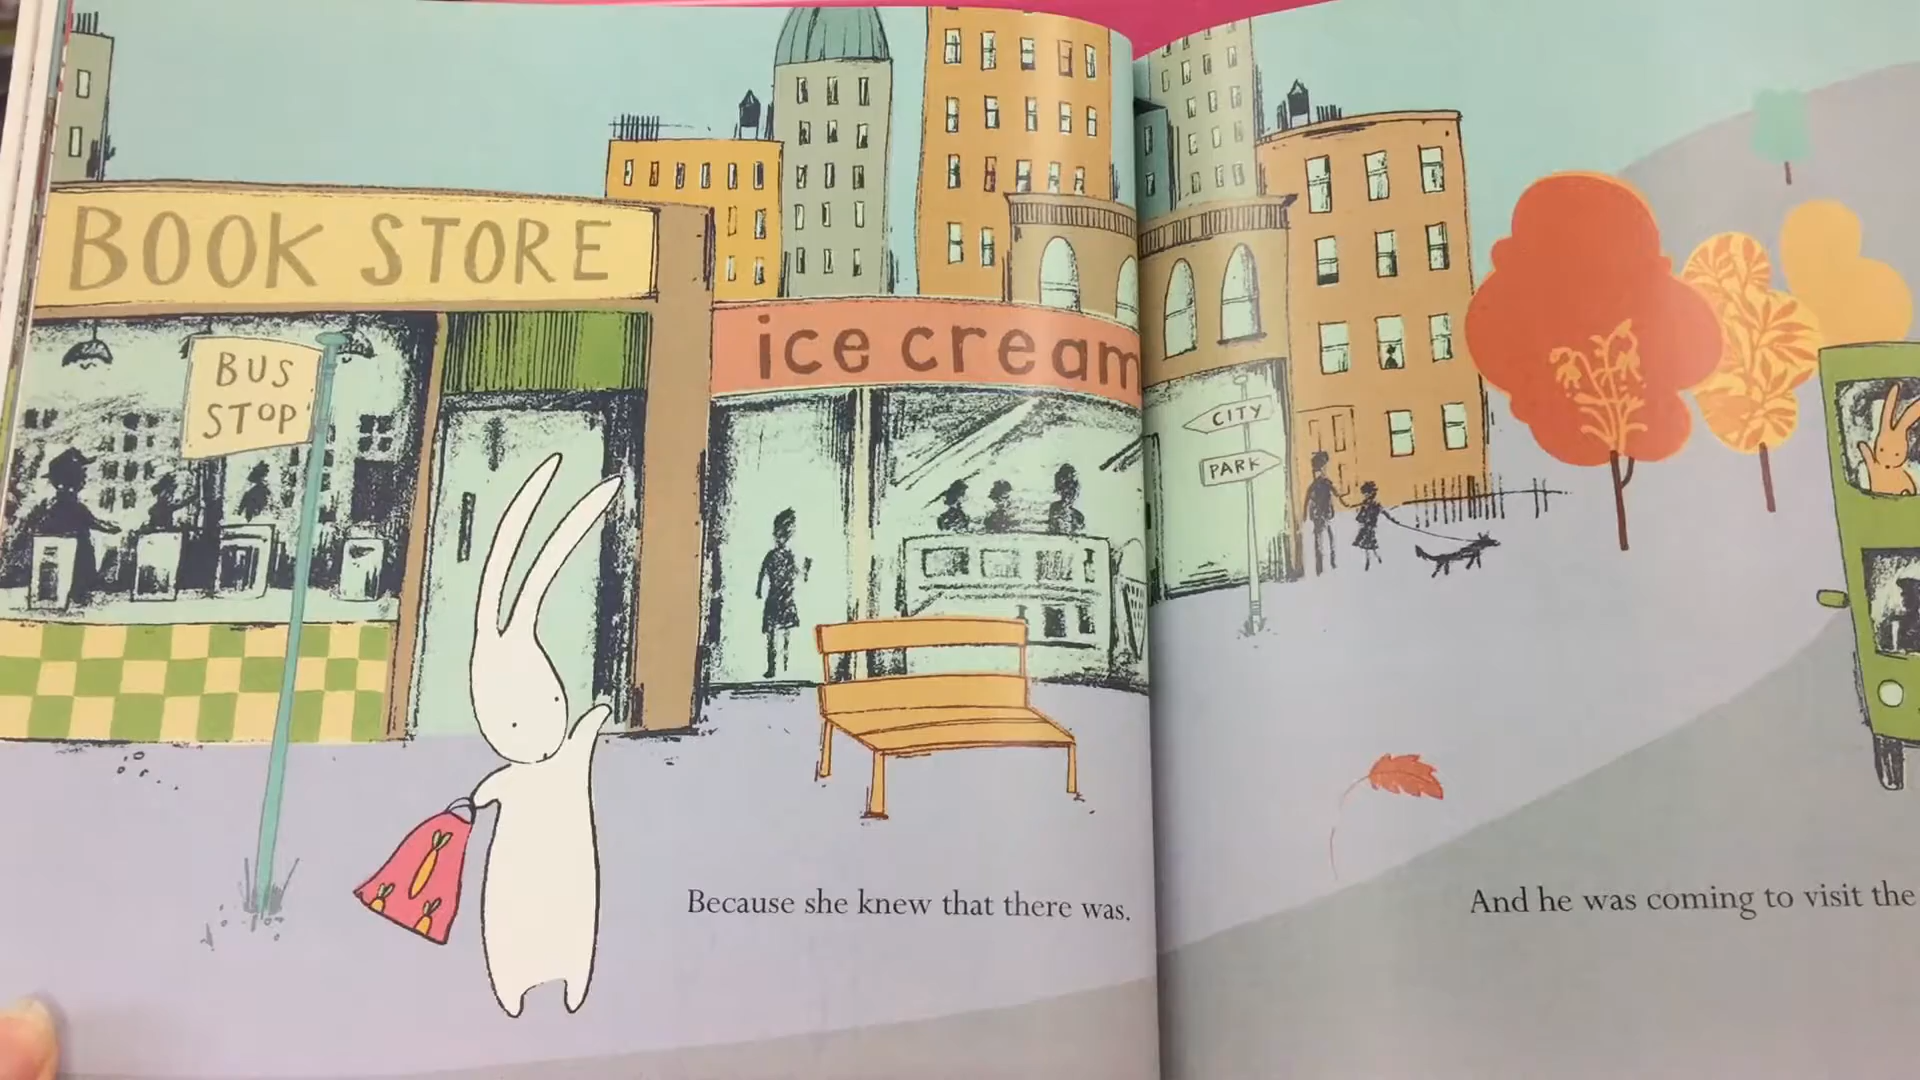 BOOK STORE
BUS
STOP
ice cream
CITY
PARK
Because she knew that there was.
And he was coming to visit the